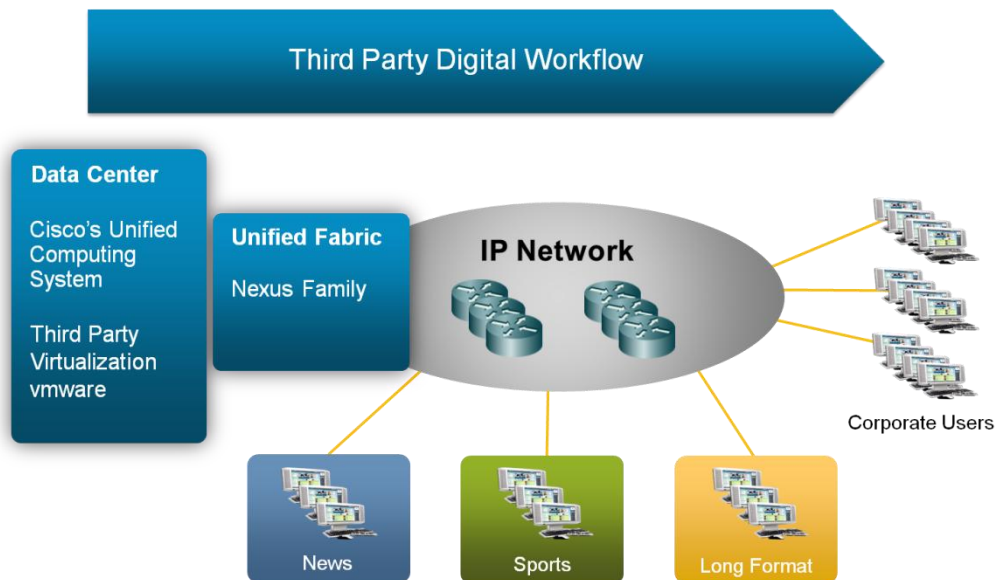 Third Party Digital Workflow
Data Center
Cisco's Unified
Computing
System
Third Party
Virtualization
vmware
Unified Fabric
Nexus Family
IP Network
Corporate Users
News
Sports
Long Format